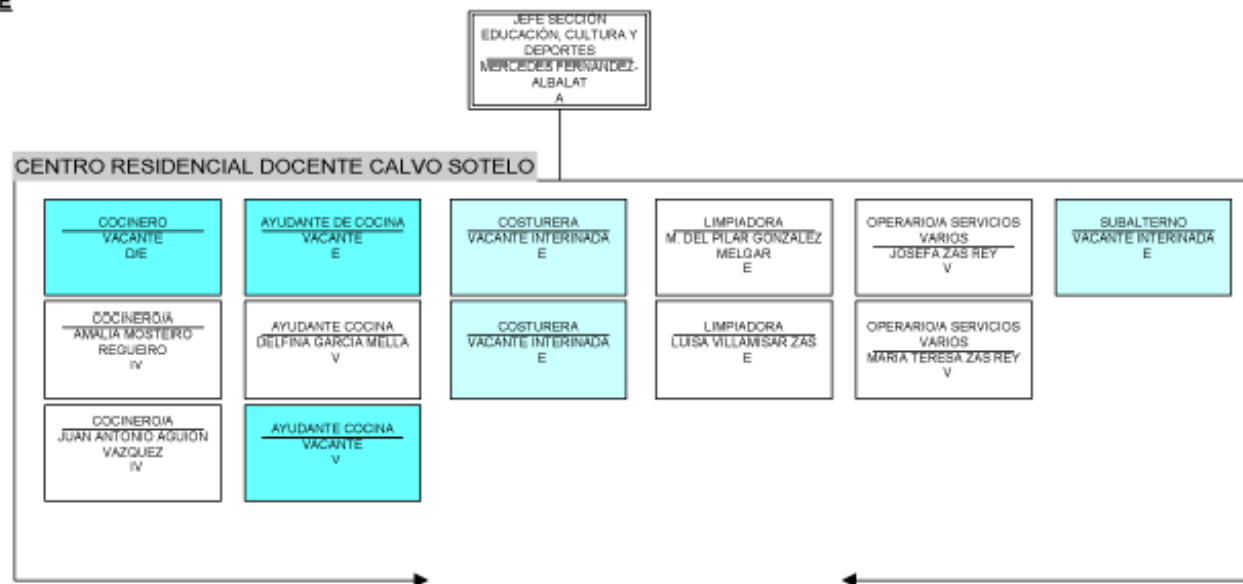 JEFE SECCIÓN
EDUCACIÓN, CULTURA Y
DEPORTES
MERCEDES FERNANDEZ-
ALBALAT
A
CENTRO RESIDENCIAL DOCENTE CALVO SOTELO
COCINERO
VACANTE
D/E
AYUDANTE DE COCINA
VACANTE
E
COSTURERA
VACANTE INTERINADA
E
LIMPIADORA
M. DEL PILAR GONZALEZ
MELGAR
E
OPERARIO/A SERVICIOS
VARIOS
JOSEFA ZAS REY
V
SUBALTERNO
VACANTE INTERINADA
E
COCINERO/A
AMALIA MOSTEIRO
REGUEIRO
IV
AYUDANTE COCINA
DELFINA GARCIA MELLA
V
COSTURERA
VACANTE INTERINADA
E
LIMPIADORA
LUISA VILLAMISAR ZAS
E
OPERARIO/A SERVICIOS
VARIOS
MARIA TERESA ZAS REY
V
COCINERO/A
JUAN ANTONIO AGUION
VAZQUEZ
IV
AYUDANTE COCINA
VACANTE
V